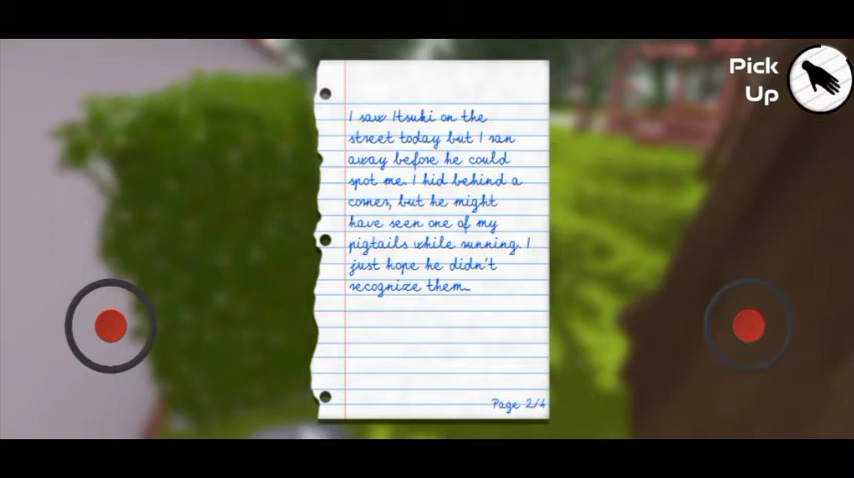 Pick
Up
I saw Itsuki on the
street today but I ran
away before he could
spot me. I hid behind a
corner, but he might
have seen one of my
pigtails while running. I
just hope he didn't
recognize them...
Page 2/4